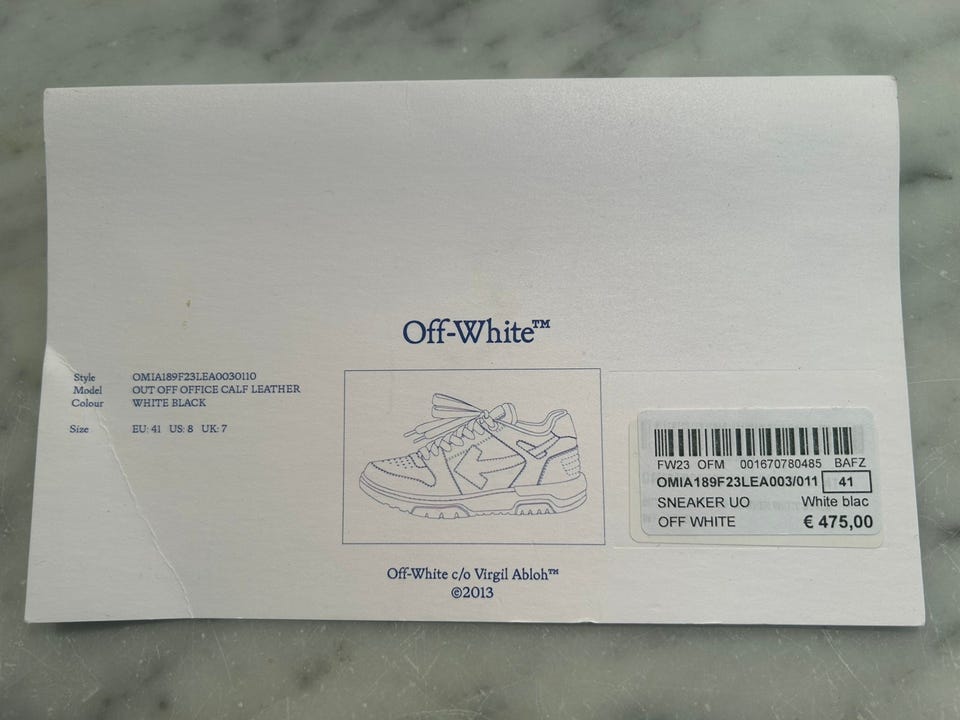 Off-White™
Style OMIA189F23LEA0030110
Model OUT OFF OFFICE CALF LEATHER
Colour WHITE BLACK
Size EU: 41 US: 8 UK: 7
FW23 OFM 001670780485 BAFZ
OMIA189F23LEA003/011 41
SNEAKER UO White blac
OFF WHITE € 475,00
Off-White c/o Virgil Abloh™
©2013